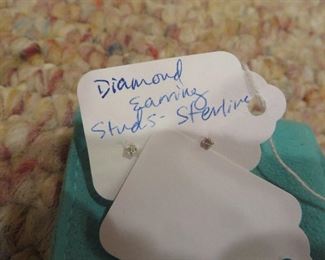 Diamond
Earring
Studs - Sterling